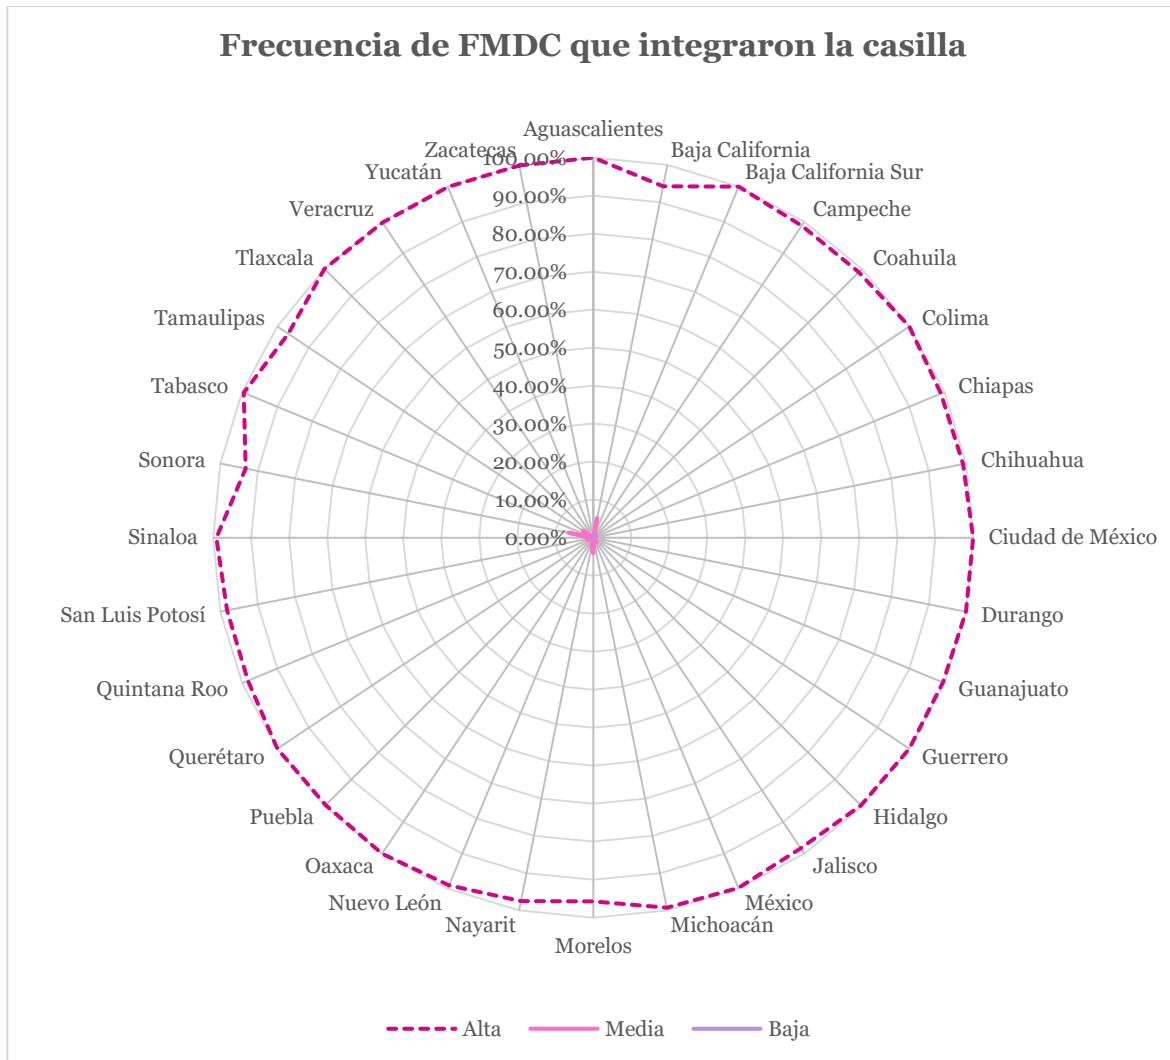 Frecuencia de FMDC que integraron la casilla
Aguascalientes
Baja California
Baja California Sur
Campeche
Coahuila
Colima
Chiapas
Chihuahua
Ciudad de México
Durango
Guanajuato
Guerrero
Hidalgo
Jalisco
México
Michoacán
Morelos
Nayarit
Nuevo León
Oaxaca
Puebla
Querétaro
Quintana Roo
San Luis Potosí
Sinaloa
Sonora
Tabasco
Tamaulipas
Tlaxcala
Veracruz
Yucatán
Zacatecas
100.00%
90.00%
80.00%
70.00%
60.00%
50.00%
40.00%
30.00%
20.00%
10.00%
0.00%
Alta Media Baja